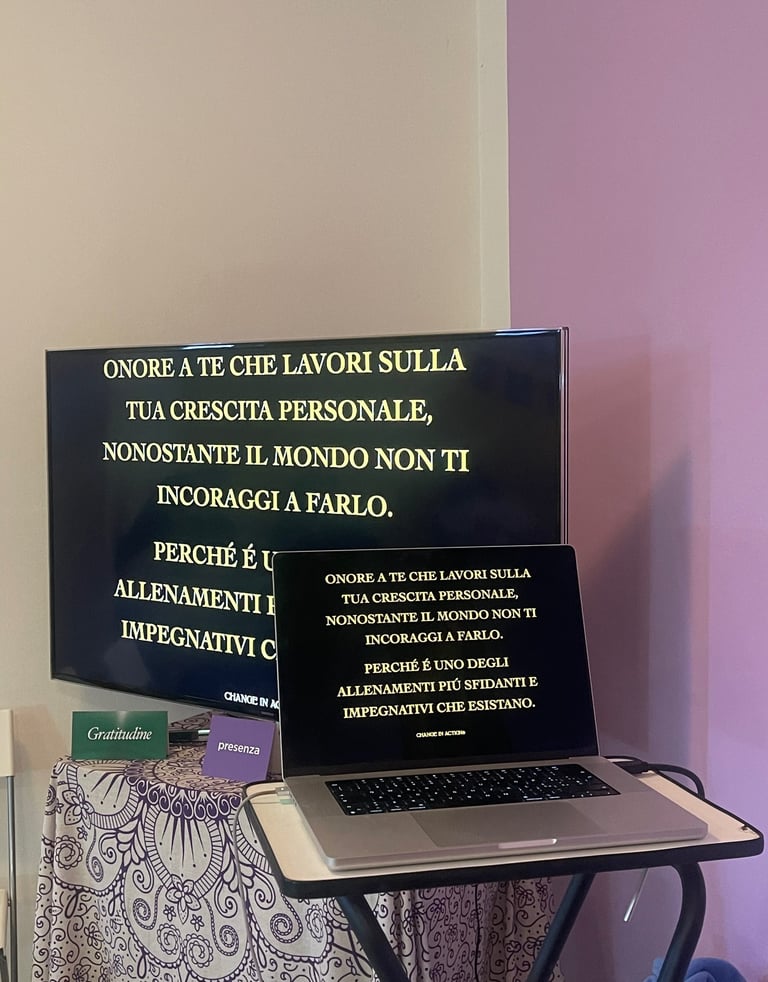 ONORE A TE CHE LAVORI SULLA
TUA CRESCITA PERSONALE,
NONOSTANTE IL MONDO NON TI
INCORAGGI A FARLO.
PERCHÉ É U
ALLENAMENTI
IMPEGNATIVI C
CHANGE IN AC
Gratitudine
presenza
ONORE A TE CHE LAVORI SULLA
TUA CRESCITA PERSONALE,
NONOSTANTE IL MONDO NON TI
INCORAGGI A FARLO.
PERCHÉ É UNO DEGLI
ALLENAMENTI PIÚ SFIDANTI E
IMPEGNATIVI CHE ESISTANO.
CHANGE IN ACTION®